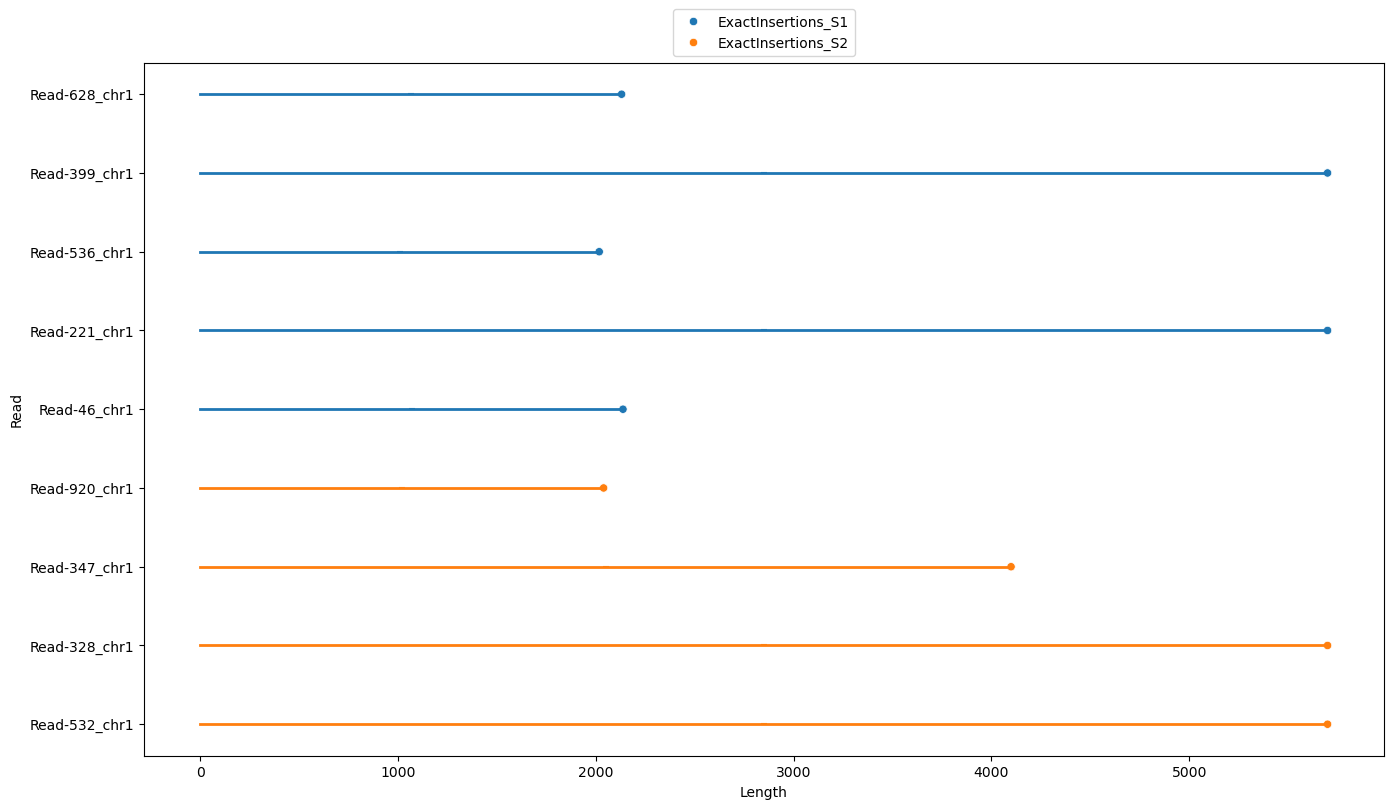 ExactInsertions_S1
ExactInsertions_S2
Read-628_chr1
Read-399_chr1
Read-536_chr1
Read-221_chr1
Read-46_chr1
Read-920_chr1
Read-347_chr1
Read-328_chr1
Read-532_chr1
Read
0 1000 2000 3000 4000 5000
Length